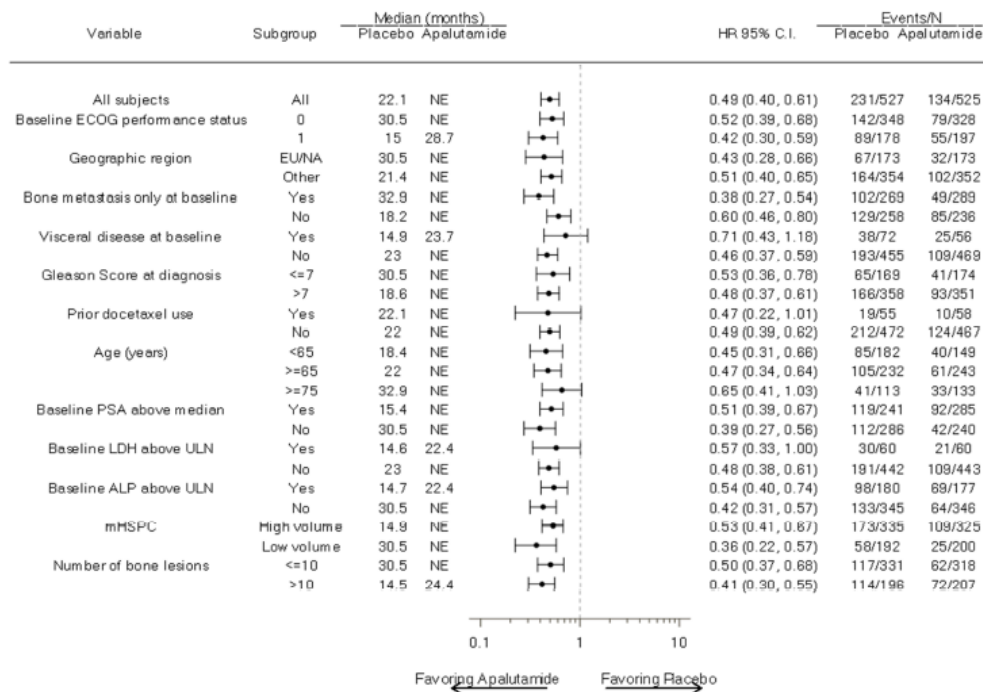 Median (months) Events/N
Variable Subgroup Placebo Apalutamide HR 95% C.I. Placebo Apalutamide
All subjects All 22.1 NE 0.49 (0.40, 0.61) 231/527 134/525
Baseline ECOG performance status 0 30.5 NE 0.52 (0.39, 0.68) 142/348 79/328
1 15 28.7 0.42 (0.30, 0.59) 89/178 55/197
Geographic region EU/NA 30.5 NE 0.43 (0.28, 0.66) 67/173 32/173
Other 21.4 NE 0.51 (0.40, 0.65) 164/354 102/352
Bone metastasis only at baseline Yes 32.9 NE 0.38 (0.27, 0.54) 102/269 49/289
No 18.2 NE 0.60 (0.46, 0.80) 129/258 85/236
Visceral disease at baseline Yes 14.9 23.7 0.71 (0.43, 1.18) 38/72 25/56
No 23 NE 0.46 (0.37, 0.59) 193/455 109/469
Gleason Score at diagnosis <=7 30.5 NE 0.53 (0.36, 0.78) 65/169 41/174
>7 18.6 NE 0.48 (0.37, 0.61) 166/358 93/351
Prior docetaxel use Yes 22.1 NE 0.47 (0.22, 1.01) 19/55 10/58
No 22 NE 0.49 (0.39, 0.62) 212/472 124/467
Age (years) <65 18.4 NE 0.45 (0.31, 0.66) 85/182 40/149
>=65 22 NE 0.47 (0.34, 0.64) 105/232 61/243
>=75 32.9 NE 0.65 (0.41, 1.03) 41/113 33/133
Baseline PSA above median Yes 15.4 NE 0.51 (0.39, 0.67) 119/241 92/285
No 30.5 NE 0.39 (0.27, 0.56) 112/286 42/240
Baseline LDH above ULN Yes 14.6 22.4 0.57 (0.33, 1.00) 30/60 21/60
No 23 NE 0.48 (0.38, 0.61) 191/442 109/443
Baseline ALP above ULN Yes 14.7 22.4 0.54 (0.40, 0.74) 98/180 69/177
No 30.5 NE 0.42 (0.31, 0.57) 133/345 64/346
mHSPC High volume 14.9 NE 0.53 (0.41, 0.67) 173/335 109/325
Low volume 30.5 NE 0.36 (0.22, 0.57) 58/192 25/200
Number of bone lesions <=10 30.5 NE 0.50 (0.37, 0.68) 117/331 62/318
>10 14.5 24.4 0.41 (0.30, 0.55) 114/196 72/207
0.1 1 10
Favoring Apalutamide Favoring Placebo